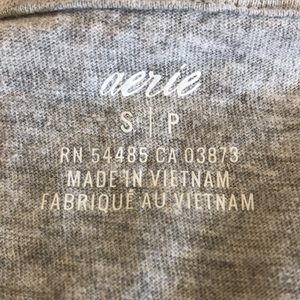 aerie
S | P
RN 54485 CA 03873
MADE IN VIETNAM
FABRIQUÉ AU VIETNAM